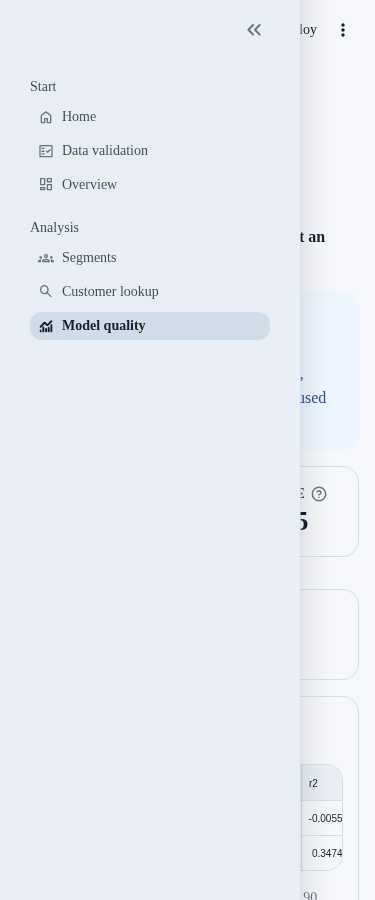 loy
Start
Home
Data validation
Overview
Analysis
Segments
Customer lookup
Model quality
t an
,
used
E
5
r2
-0.0055
0.3474
90